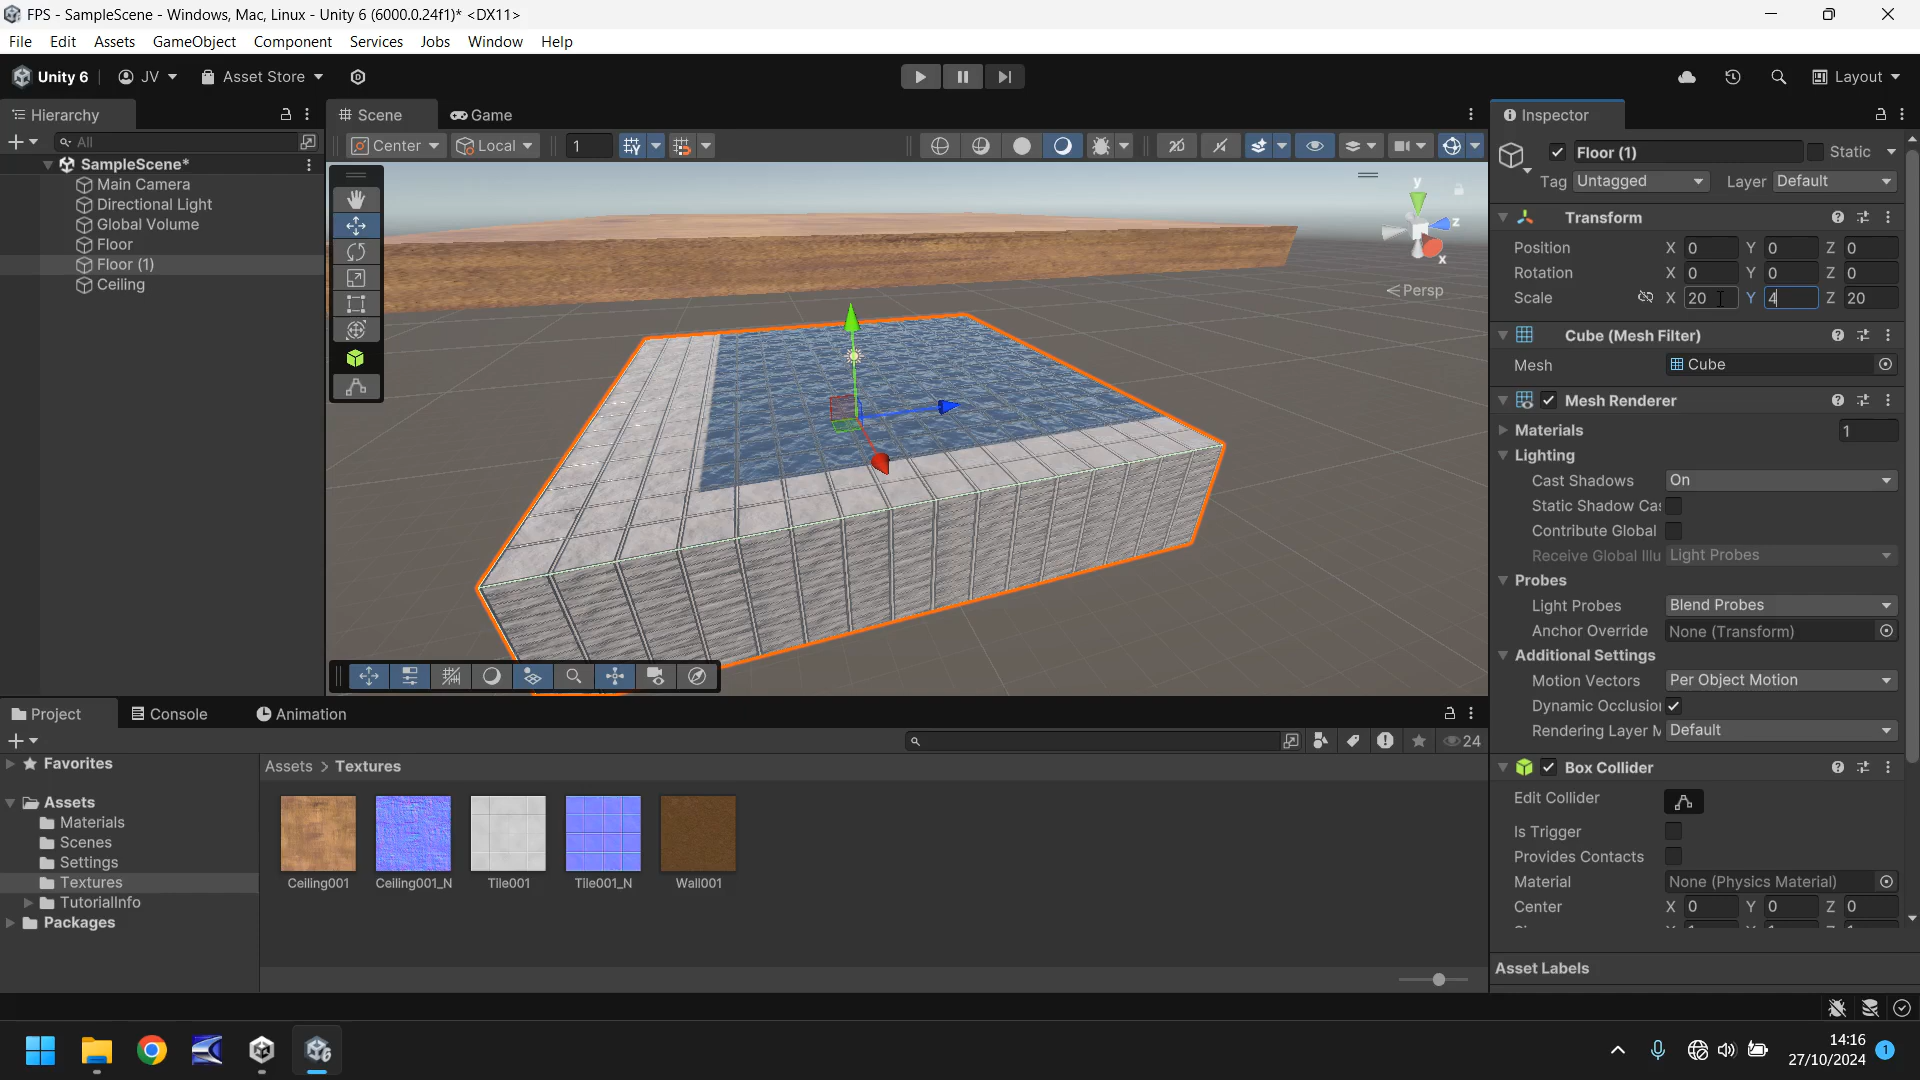 FPS - SampleScene - Windows, Mac, Linux - Unity 6 (6000.0.24f1)* <DX11>
File Edit Assets GameObject Component Services Jobs Window Help
Unity 6 JV Asset Store Layout
Hierarchy
All
SampleScene*
Main Camera
Directional Light
Global Volume
Floor
Floor (1)
Ceiling
Scene Game
Center Local 1
y
z
x
Persp
Inspector
Floor (1) Static
Tag Untagged Layer Default
Transform
Position X 0 Y 0 Z 0
Rotation X 0 Y 0 Z 0
Scale X 20 Y 4 Z 20
Cube (Mesh Filter)
Mesh Cube
Mesh Renderer
Materials 1
Lighting
Cast Shadows On
Static Shadow Ca
Contribute Global
Receive Global Illu Light Probes
Probes
Light Probes Blend Probes
Anchor Override None (Transform)
Additional Settings
Motion Vectors Per Object Motion
Dynamic Occlusio
Rendering Layer M Default
Box Collider
Edit Collider
Is Trigger
Provides Contacts
Material None (Physics Material)
Center X 0 Y 0 Z 0
Asset Labels
Project Console Animation
24
Favorites
Assets
Materials
Scenes
Settings
Textures
TutorialInfo
Packages
Assets > Textures
Ceiling001 Ceiling001_N Tile001 Tile001_N Wall001
14:16
27/10/2024
1